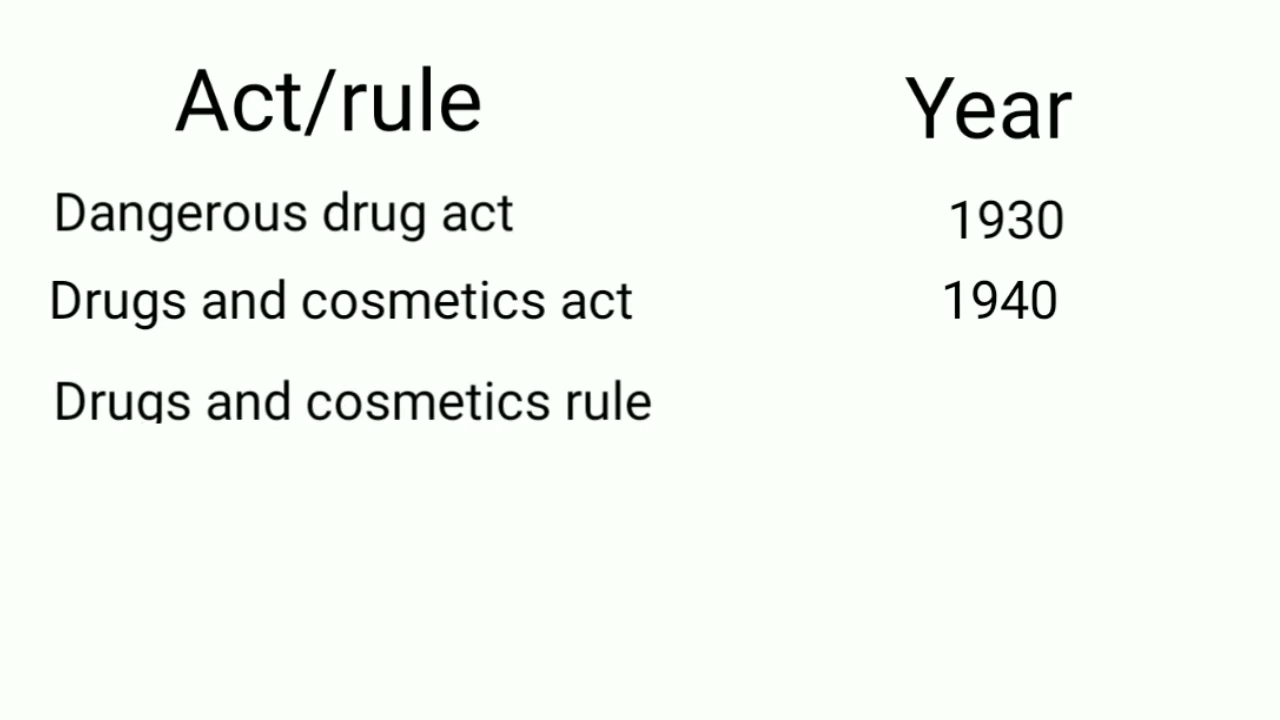 Act/rule Year
Dangerous drug act 1930
Drugs and cosmetics act 1940
Drugs and cosmetics rule